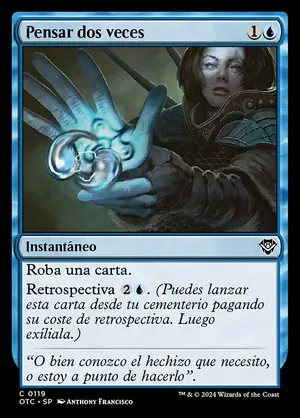 Pensar dos veces 1
Instantáneo
Roba una carta.
Retrospectiva 2. (Puedes lanzar
esta carta desde tu cementerio pagando
su coste de retrospectiva. Luego
exíliala.)
“O bien conozco el hechizo que necesito,
o estoy a punto de hacerlo”.
C 0119
OTC • SP Anthony Francisco
™ & © 2024 Wizards of the Coast